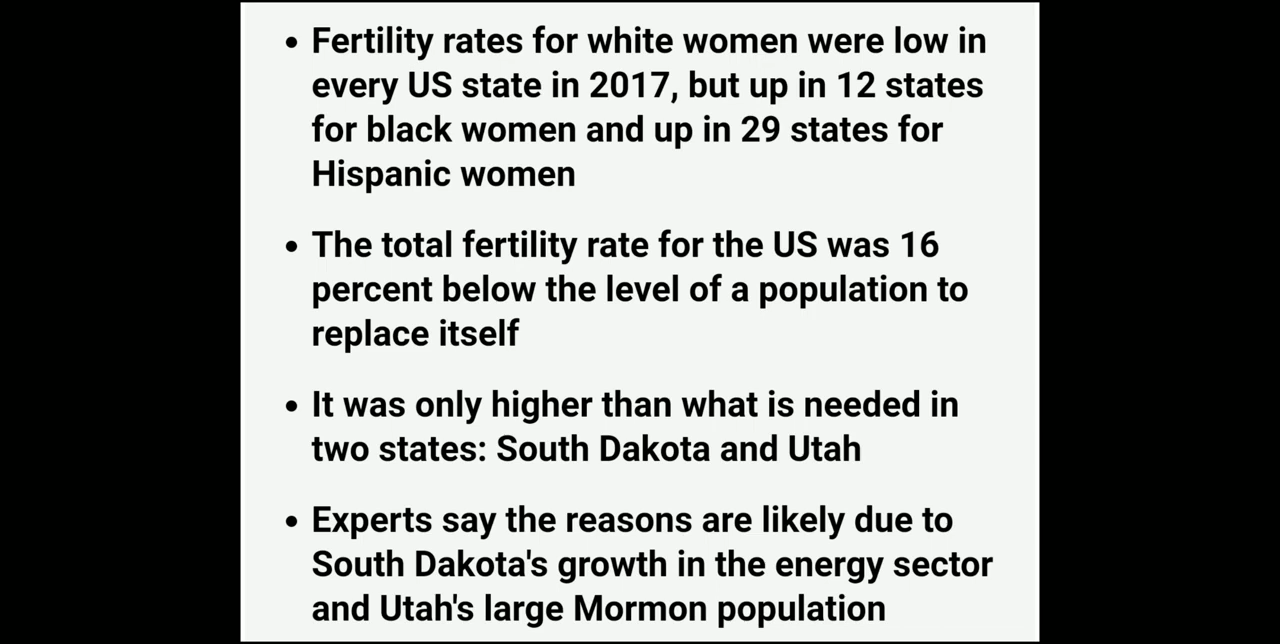 • Fertility rates for white women were low in
every US state in 2017, but up in 12 states
for black women and up in 29 states for
Hispanic women
• The total fertility rate for the US was 16
percent below the level of a population to
replace itself
• It was only higher than what is needed in
two states: South Dakota and Utah
• Experts say the reasons are likely due to
South Dakota's growth in the energy sector
and Utah's large Mormon population